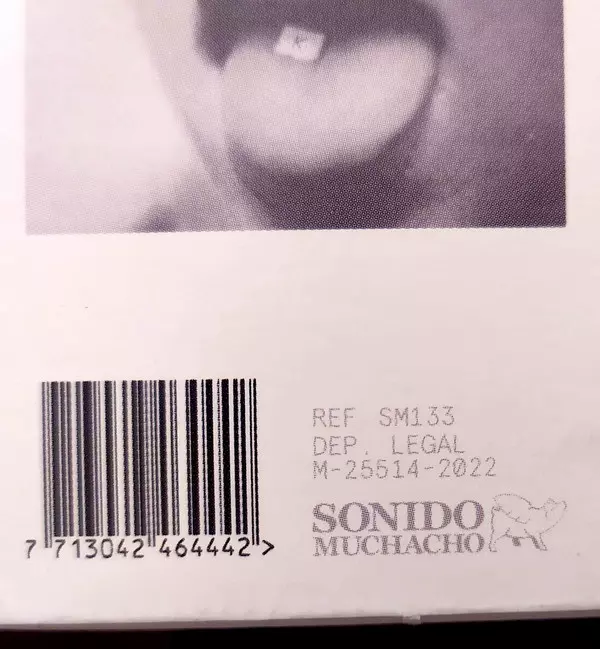 K
REF SM133
DEP. LEGAL
M-25514-2022
SONIDO
MUCHACHO
7 713042 464442 >